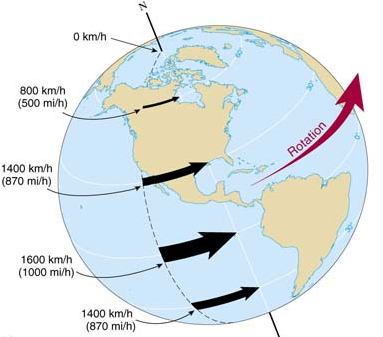 N
0 km/h
800 km/h
(500 mi/h)
1400 km/h
(870 mi/h)
Rotation
1600 km/h
(1000 mi/h)
1400 km/h
(870 mi/h)